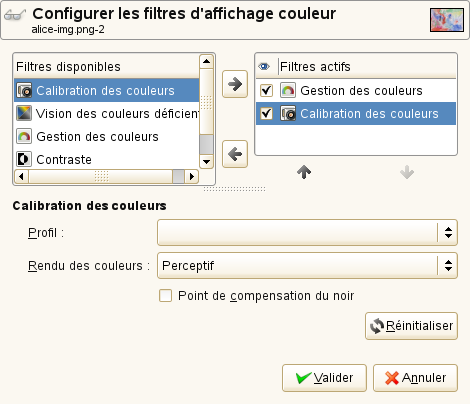 Configurer les filtres d'affichage couleur
alice-img.png-2
Filtres disponibles
Calibration des couleurs
Vision des couleurs déficien
Gestion des couleurs
Contraste
Filtres actifs
Gestion des couleurs
Calibration des couleurs
Calibration des couleurs
Profil :
Rendu des couleurs : Perceptif
Point de compensation du noir
Réinitialiser
Valider
Annuler